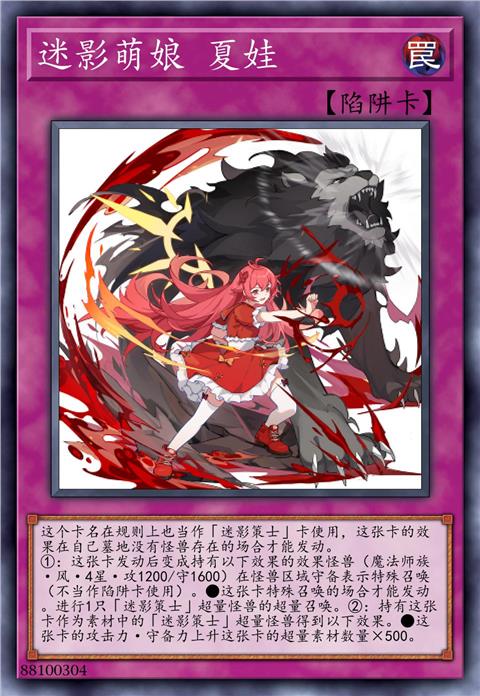 迷影萌娘 夏娃
罠
【陷阱卡】
这个卡名在规则上也当作「迷影策士」卡使用，这张卡的效
果在自己墓地没有怪兽存在的场合才能发动。
①：这张卡发动后变成持有以下效果的效果怪兽（魔法师族
・风・4星・攻1200/守1600）在怪兽区域守备表示特殊召唤
（不当作陷阱卡使用）。●这张卡特殊召唤的场合才能发动
。进行1只「迷影策士」超量怪兽的超量召唤。②：持有这张
卡作为素材中的「迷影策士」超量怪兽得到以下效果。●这
张卡的攻击力・守备力上升这张卡的超量素材数量×500。
88100304